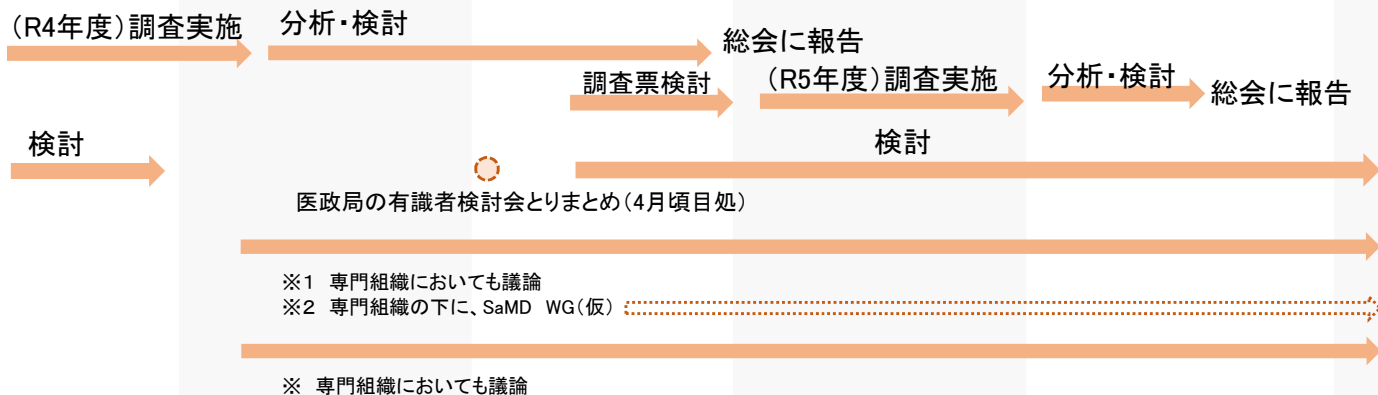 （R4年度）調査実施
分析・検討
総会に報告
調査票検討
（R5年度）調査実施
分析・検討
総会に報告
検討
検討
医政局の有識者検討会とりまとめ（4月頃目処）
※1 専門組織においても議論
※2 専門組織の下に、SaMD WG（仮）
※ 専門組織においても議論